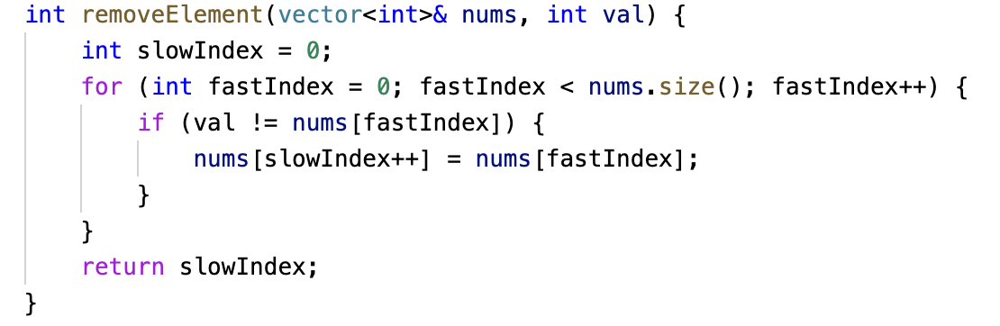 int removeElement(vector<int>& nums, int val) {
    int slowIndex = 0;
    for (int fastIndex = 0; fastIndex < nums.size(); fastIndex++) {
        if (val != nums[fastIndex]) {
            nums[slowIndex++] = nums[fastIndex];
        }
    }
    return slowIndex;
}